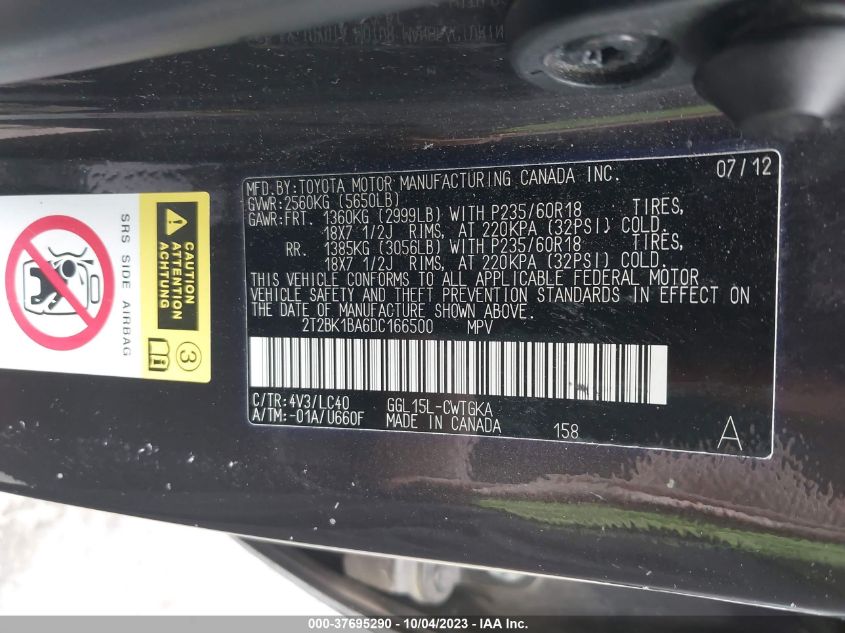 07/12
MFD.BY:TOYOTA MOTOR MANUFACTURING CANADA INC.
GVWR:2560KG (5650LB)
GAWR:FRT. 1360KG (2999LB) WITH P235/60R18 TIRES,
18X7 1/2J RIMS, AT 220KPA (32PSI) COLD.
RR. 1385KG (3056LB) WITH P235/60R18 TIRES,
18X7 1/2J RIMS, AT 220KPA (32PSI) COLD.
THIS VEHICLE CONFORMS TO ALL APPLICABLE FEDERAL MOTOR
VEHICLE SAFETY AND THEFT PREVENTION STANDARDS IN EFFECT ON
THE DATE OF MANUFACTURE SHOWN ABOVE.
2T2BK1BA6DC166500 MPV
C/TR:4V3/LC40 GGL15L-CWTGKA
A/TM:-01A/U660F MADE IN CANADA
158 A
SRS SIDE AIRBAG
CAUTION
ATTENTION
ACHTUNG
3
000-37695290 - 10/04/2023 - IAA Inc.